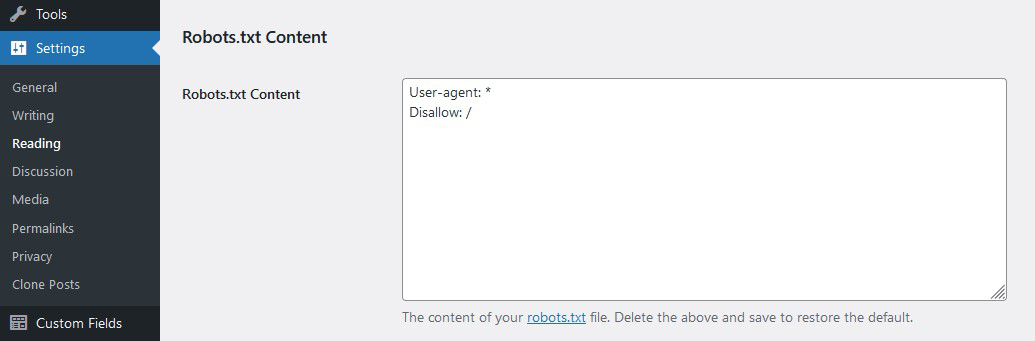 Tools
Settings
General
Writing
Reading
Discussion
Media
Permalinks
Privacy
Clone Posts
Custom Fields
Robots.txt Content
Robots.txt Content
User-agent: *
Disallow: /
The content of your robots.txt file. Delete the above and save to restore the default.